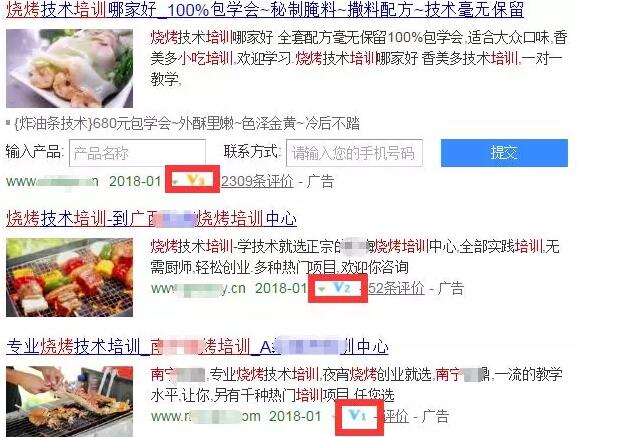 烧烤技术培训哪家好_100%包学会~秘制腌料~撒料配方~技术毫无保留
烧烤技术培训哪家好 全套配方毫无保留100%包学会,适合大众口味,香
美多小吃培训,欢迎学习.烧烤技术培训哪家好 香美多技术培训,一对一
教学,
{炸油条技术}680元包学会~外酥里嫩~色泽金黄~冷后不踏
输入产品: 产品名称 联系方式: 请输入您的手机号码 提交
www. n 2018-01 V3 2309条评价 - 广告
烧烤技术培训-到广西 烧烤培训中心
烧烤技术培训-学技术就选正宗的 烧烤培训中心,全部实践培训,无
需厨师,轻松创业.多种热门项目,欢迎你咨询
www. y.cn 2018-01 V2 52条评价 - 广告
专业烧烤技术培训_南 烤培训_A 训中心
南宁 ,专业烧烤技术培训,夜宵烧烤创业就选,南宁 鼎,一流的教学
水平,让你,另有千种热门培训项目,任您选
www.n om 2018-01 V1 评价 - 广告